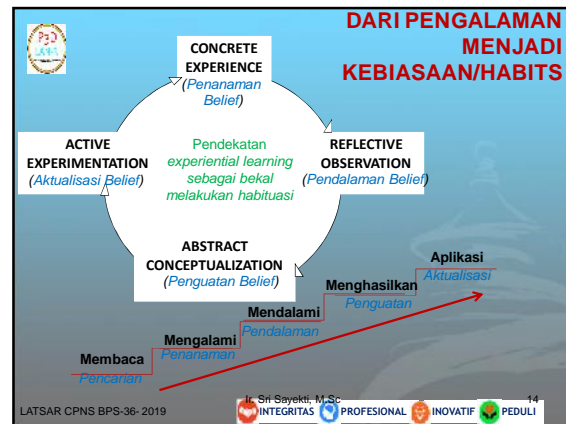 DARI PENGALAMAN
MENJADI
KEBIASAAN/HABITS
CONCRETE
EXPERIENCE
(Penanaman
Belief)
ACTIVE
EXPERIMENTATION
(Aktualisasi Belief)
Pendekatan
experiential learning
sebagai bekal
melakukan habituasi
REFLECTIVE
OBSERVATION
(Pendalaman Belief)
ABSTRACT
CONCEPTUALIZATION
(Penguatan Belief)
Aplikasi
Aktualisasi
Menghasilkan
Penguatan
Mendalami
Pendalaman
Mengalami
Penanaman
Membaca
Pencarian
LATSAR CPNS BPS-36- 2019
Ir. Sri Sayekti, M.Sc
14
INTEGRITAS PROFESIONAL INOVATIF PEDULI